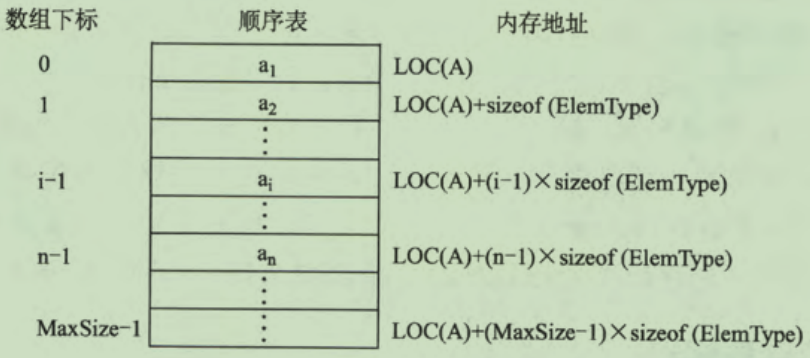 数组下标 顺序表 内存地址
0 a₁ LOC(A)
1 a₂ LOC(A)+sizeof (ElemType)
⋮
i−1 aᵢ LOC(A)+(i−1)×sizeof (ElemType)
⋮
n−1 aₙ LOC(A)+(n−1)×sizeof (ElemType)
⋮
MaxSize−1 ⋮ LOC(A)+(MaxSize−1)×sizeof (ElemType)